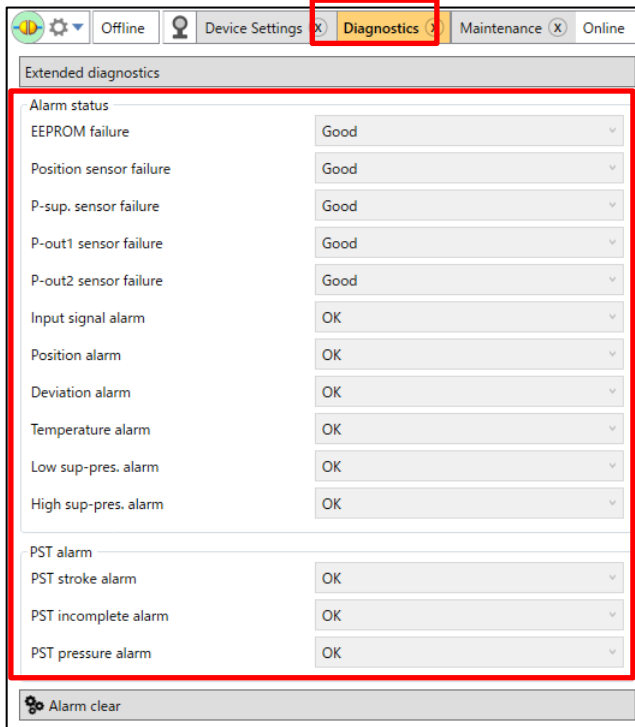 Offline Device Settings X Diagnostics X Maintenance X Online
Extended diagnostics
Alarm status
EEPROM failure Good
Position sensor failure Good
P-sup. sensor failure Good
P-out1 sensor failure Good
P-out2 sensor failure Good
Input signal alarm OK
Position alarm OK
Deviation alarm OK
Temperature alarm OK
Low sup-pres. alarm OK
High sup-pres. alarm OK
PST alarm
PST stroke alarm OK
PST incomplete alarm OK
PST pressure alarm OK
Alarm clear